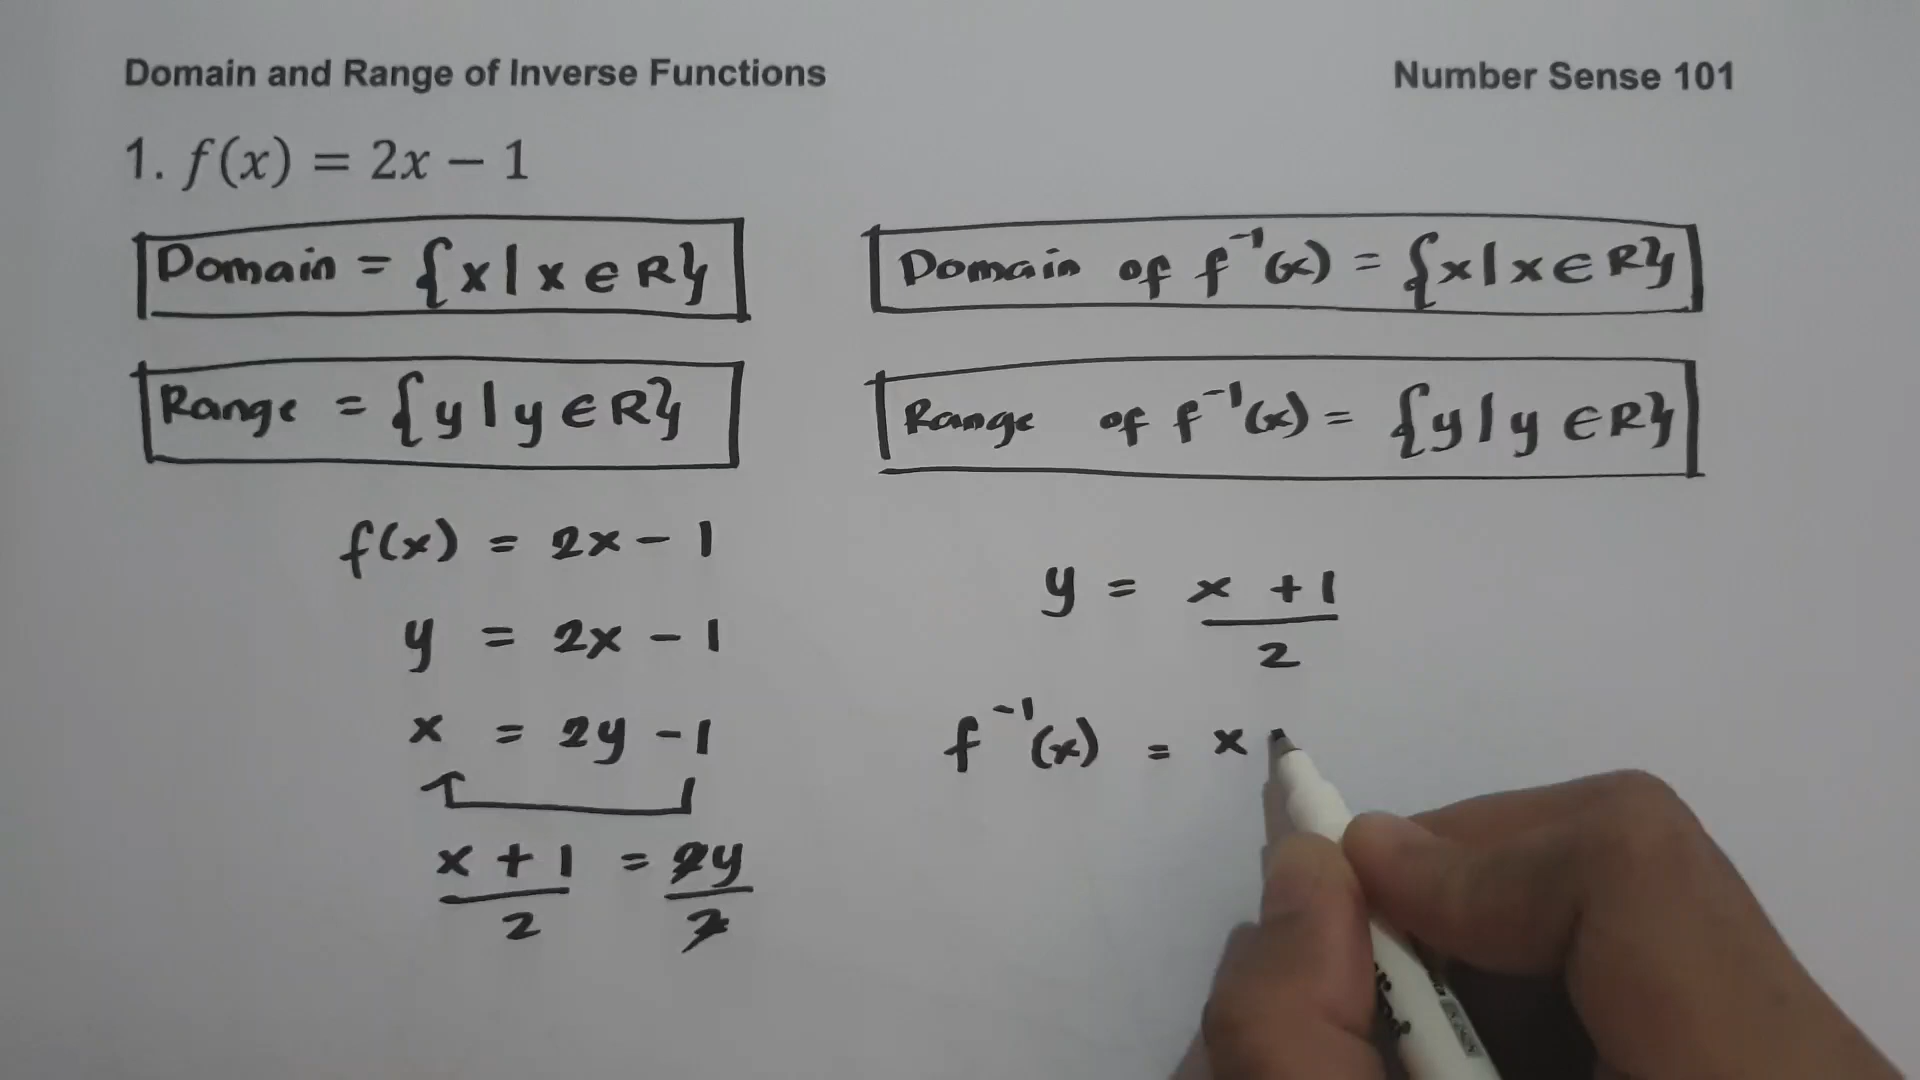 Domain and Range of Inverse Functions
Number Sense 101
1. f(x) = 2x − 1
Domain = {x | x ∈ R}
Domain of f⁻¹(x) = {x | x ∈ R}
Range = {y | y ∈ R}
Range of f⁻¹(x) = {y | y ∈ R}
f(x) = 2x − 1
y = 2x − 1
x = 2y − 1
x + 1 = 2y
2 2
y = x + 1
2
f⁻¹(x) = x